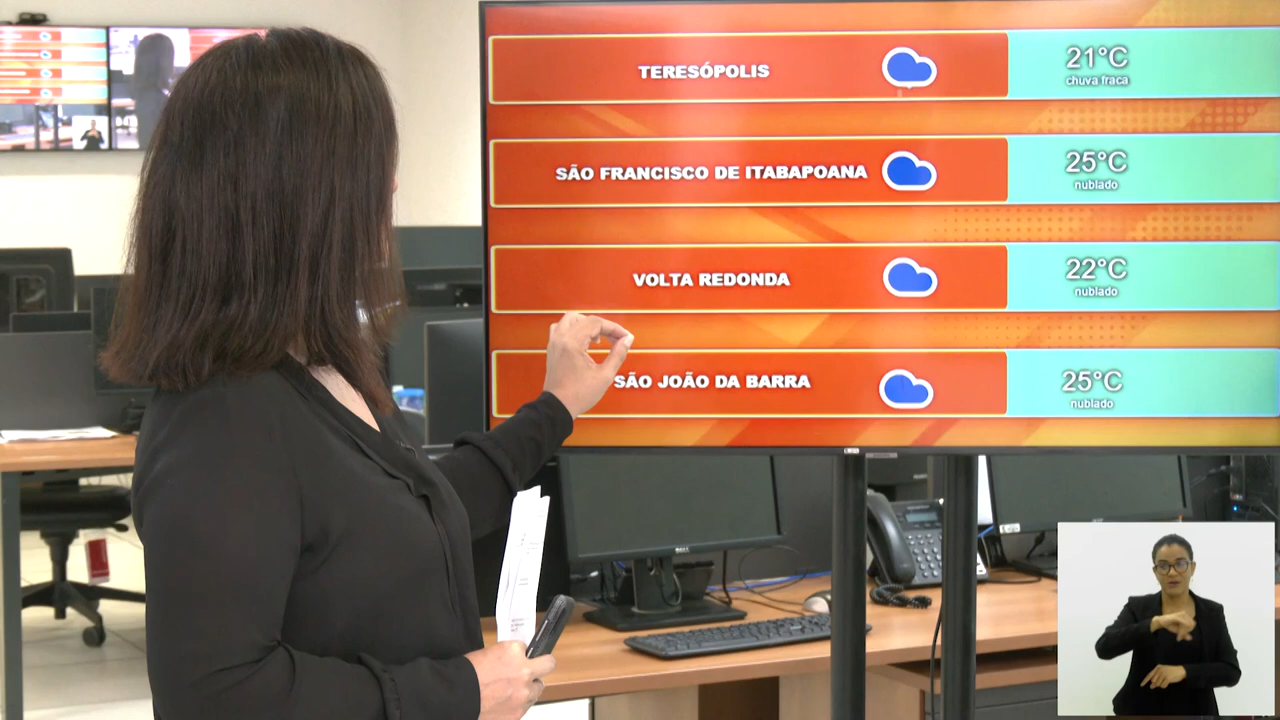 TERESÓPOLIS
21°C
chuva fraca
SÃO FRANCISCO DE ITABAPOANA
25°C
nublado
VOLTA REDONDA
22°C
nublado
SÃO JOÃO DA BARRA
25°C
nublado
DELL